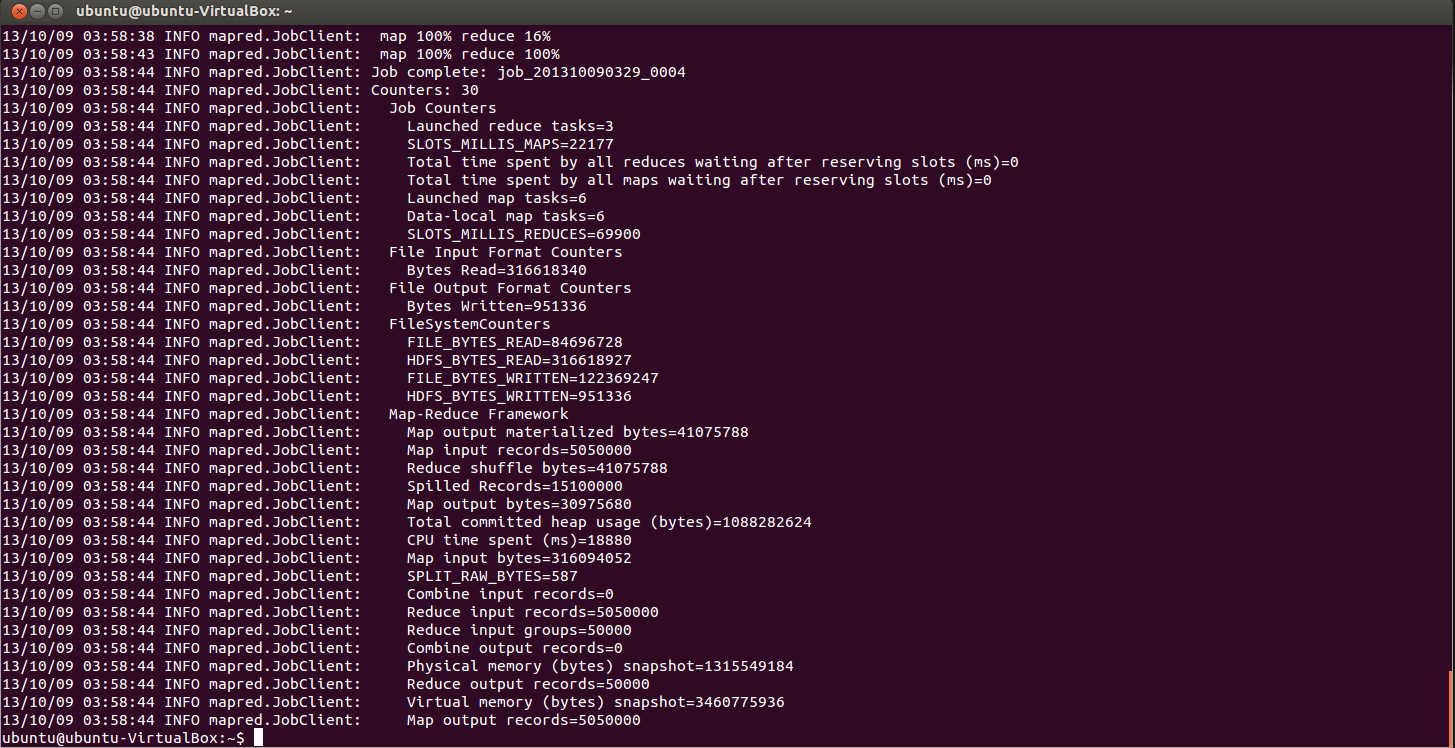 ubuntu@ubuntu-VirtualBox: ~
13/10/09 03:58:38 INFO mapred.JobClient:  map 100% reduce 16%
13/10/09 03:58:43 INFO mapred.JobClient:  map 100% reduce 100%
13/10/09 03:58:44 INFO mapred.JobClient: Job complete: job_201310090329_0004
13/10/09 03:58:44 INFO mapred.JobClient: Counters: 30
13/10/09 03:58:44 INFO mapred.JobClient:   Job Counters
13/10/09 03:58:44 INFO mapred.JobClient:     Launched reduce tasks=3
13/10/09 03:58:44 INFO mapred.JobClient:     SLOTS_MILLIS_MAPS=22177
13/10/09 03:58:44 INFO mapred.JobClient:     Total time spent by all reduces waiting after reserving slots (ms)=0
13/10/09 03:58:44 INFO mapred.JobClient:     Total time spent by all maps waiting after reserving slots (ms)=0
13/10/09 03:58:44 INFO mapred.JobClient:     Launched map tasks=6
13/10/09 03:58:44 INFO mapred.JobClient:     Data-local map tasks=6
13/10/09 03:58:44 INFO mapred.JobClient:     SLOTS_MILLIS_REDUCES=69900
13/10/09 03:58:44 INFO mapred.JobClient:   File Input Format Counters
13/10/09 03:58:44 INFO mapred.JobClient:     Bytes Read=316618340
13/10/09 03:58:44 INFO mapred.JobClient:   File Output Format Counters
13/10/09 03:58:44 INFO mapred.JobClient:     Bytes Written=951336
13/10/09 03:58:44 INFO mapred.JobClient:   FileSystemCounters
13/10/09 03:58:44 INFO mapred.JobClient:     FILE_BYTES_READ=84696728
13/10/09 03:58:44 INFO mapred.JobClient:     HDFS_BYTES_READ=316618927
13/10/09 03:58:44 INFO mapred.JobClient:     FILE_BYTES_WRITTEN=122369247
13/10/09 03:58:44 INFO mapred.JobClient:     HDFS_BYTES_WRITTEN=951336
13/10/09 03:58:44 INFO mapred.JobClient:   Map-Reduce Framework
13/10/09 03:58:44 INFO mapred.JobClient:     Map output materialized bytes=41075788
13/10/09 03:58:44 INFO mapred.JobClient:     Map input records=5050000
13/10/09 03:58:44 INFO mapred.JobClient:     Reduce shuffle bytes=41075788
13/10/09 03:58:44 INFO mapred.JobClient:     Spilled Records=15100000
13/10/09 03:58:44 INFO mapred.JobClient:     Map output bytes=30975680
13/10/09 03:58:44 INFO mapred.JobClient:     Total committed heap usage (bytes)=1088282624
13/10/09 03:58:44 INFO mapred.JobClient:     CPU time spent (ms)=18880
13/10/09 03:58:44 INFO mapred.JobClient:     Map input bytes=316094052
13/10/09 03:58:44 INFO mapred.JobClient:     SPLIT_RAW_BYTES=587
13/10/09 03:58:44 INFO mapred.JobClient:     Combine input records=0
13/10/09 03:58:44 INFO mapred.JobClient:     Reduce input records=5050000
13/10/09 03:58:44 INFO mapred.JobClient:     Reduce input groups=50000
13/10/09 03:58:44 INFO mapred.JobClient:     Combine output records=0
13/10/09 03:58:44 INFO mapred.JobClient:     Physical memory (bytes) snapshot=1315549184
13/10/09 03:58:44 INFO mapred.JobClient:     Reduce output records=50000
13/10/09 03:58:44 INFO mapred.JobClient:     Virtual memory (bytes) snapshot=3460775936
13/10/09 03:58:44 INFO mapred.JobClient:     Map output records=5050000
ubuntu@ubuntu-VirtualBox:~$